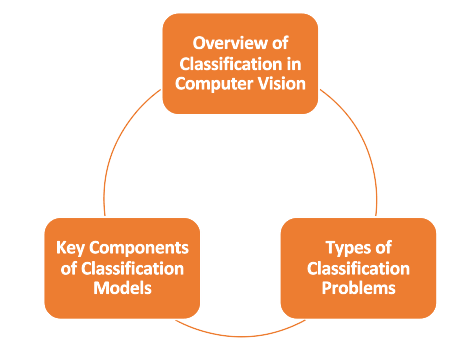 Overview of
Classification in
Computer Vision
Types of
Classification
Problems
Key Components
of Classification
Models